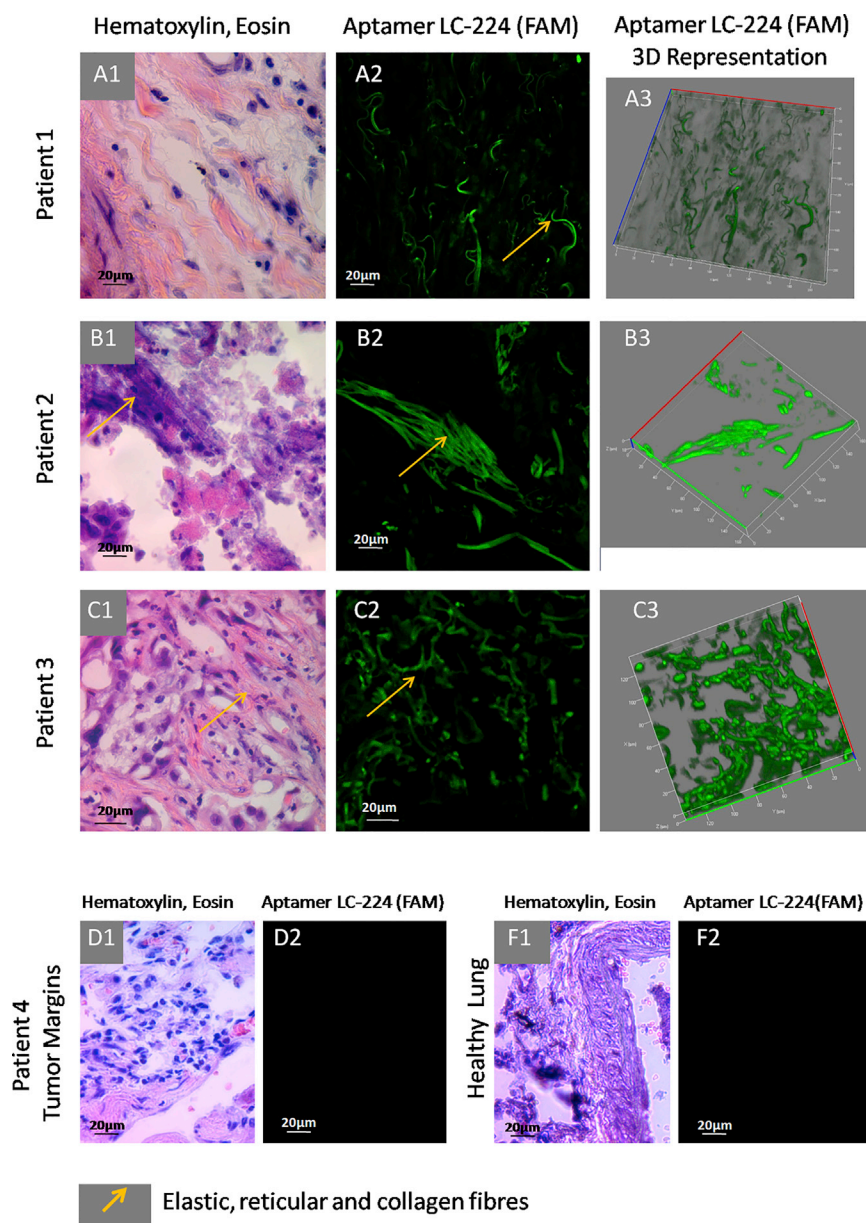 Hematoxylin, Eosin
Aptamer LC-224 (FAM)
Aptamer LC-224 (FAM)
3D Representation
Patient 1
A1
20µm
A2
20µm
A3
Patient 2
B1
20µm
B2
20µm
B3
Patient 3
C1
20µm
C2
20µm
C3
Hematoxylin, Eosin
Aptamer LC-224 (FAM)
Hematoxylin, Eosin
Aptamer LC-224(FAM)
Patient 4
Tumor Margins
D1
20µm
D2
20µm
Healthy Lung
F1
20µm
F2
20µm
Elastic, reticular and collagen fibres